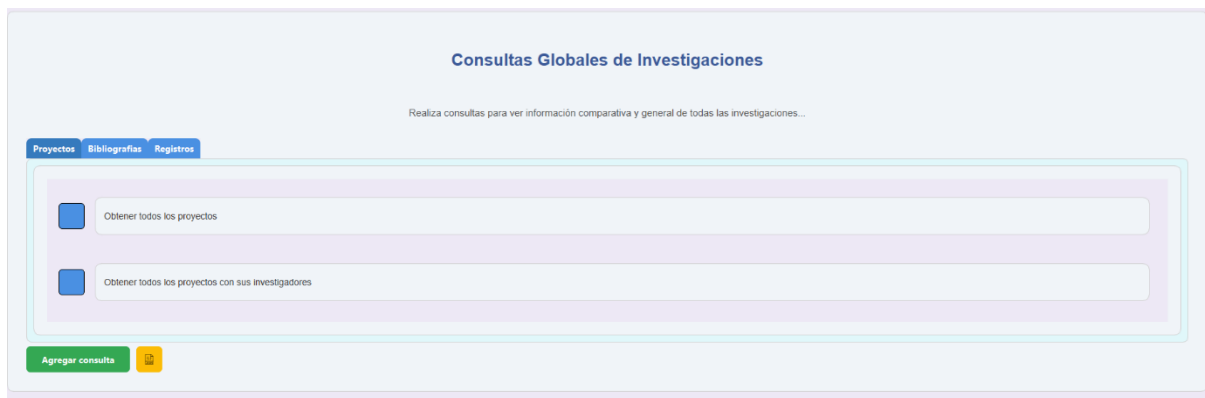 Consultas Globales de Investigaciones
Realiza consultas para ver información comparativa y general de todas las investigaciones...
Proyectos Bibliografías Registros
Obtener todos los proyectos
Obtener todos los proyectos con sus investigadores
Agregar consulta